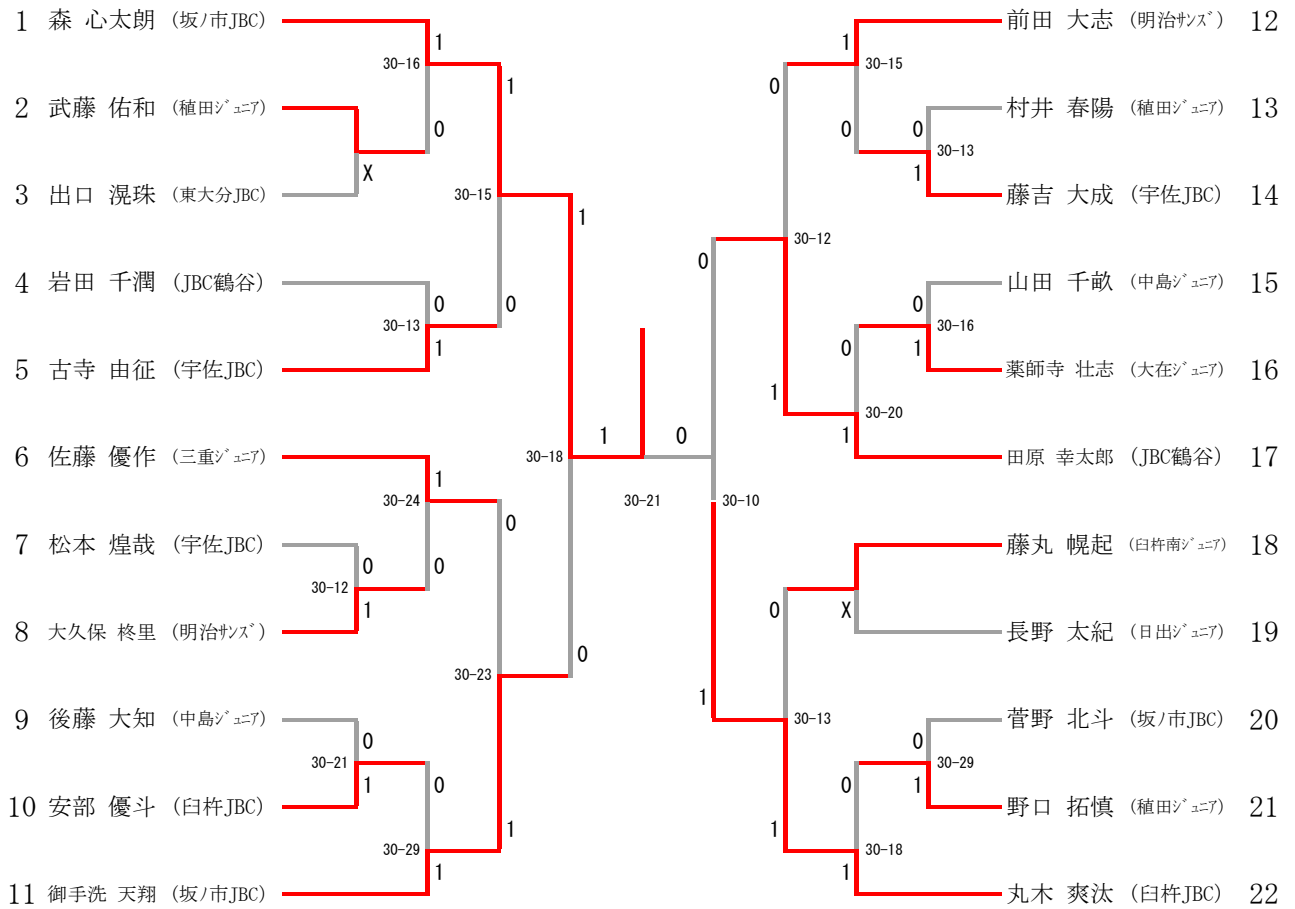 1 森 心太朗 (坂ノ市JBC)
1
30-16
1
2 武藤 佑和 (稙田ジュニア)
0
X
3 出口 滉珠 (東大分JBC)
30-15
1
4 岩田 千潤 (JBC鶴谷)
0
0
30-13
1
5 古寺 由征 (宇佐JBC)
6 佐藤 優作 (三重ジュニア)
1
30-24
0
7 松本 煌哉 (宇佐JBC)
0
0
30-12
1
8 大久保 柊里 (明治サンズ)
30-18
0
30-23
9 後藤 大知 (中島ジュニア)
0
30-21
1
0
10 安部 優斗 (臼杵JBC)
1
30-29
1
11 御手洗 天翔 (坂ノ市JBC)
1
0
30-21
前田 大志 (明治サンズ) 12
1
30-15
0
村井 春陽 (稙田ジュニア) 13
0
0
30-13
1
藤吉 大成 (宇佐JBC) 14
30-12
0
山田 千畝 (中島ジュニア) 15
0
30-16
0
1
薬師寺 壮志 (大在ジュニア) 16
1
30-20
1
田原 幸太郎 (JBC鶴谷) 17
30-10
藤丸 幌起 (臼杵南ジュニア) 18
0
X
長野 太紀 (日出ジュニア) 19
1
30-13
菅野 北斗 (坂ノ市JBC) 20
0
30-29
0
1
野口 拓慎 (稙田ジュニア) 21
1
30-18
1
丸木 爽汰 (臼杵JBC) 22